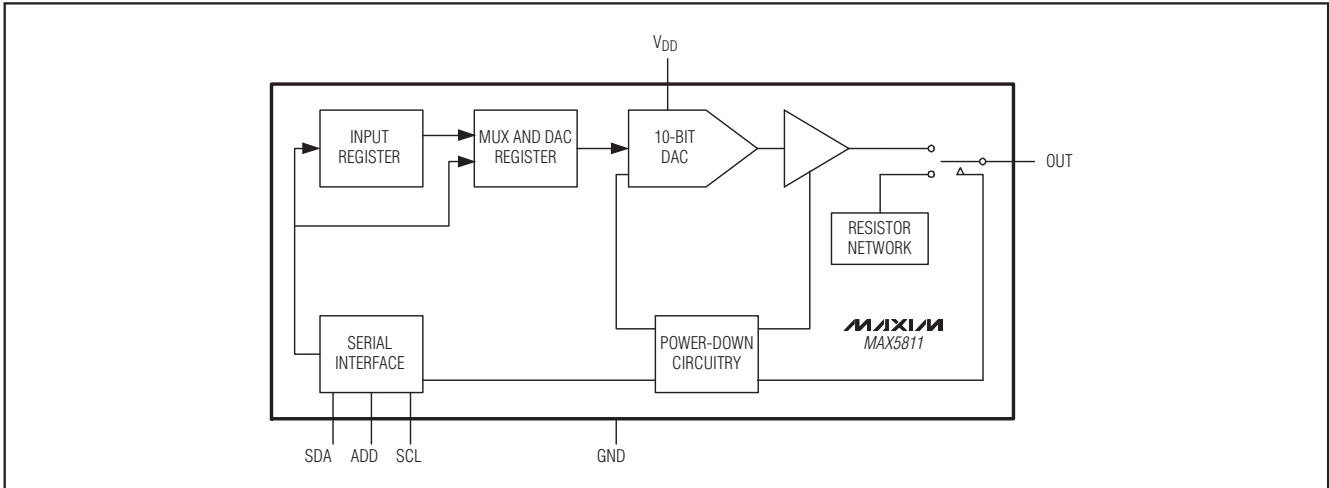 VDD
INPUT
REGISTER
MUX AND DAC
REGISTER
10-BIT
DAC
OUT
RESISTOR
NETWORK
SERIAL
INTERFACE
POWER-DOWN
CIRCUITRY
MAXIM
MAX5811
SDA ADD SCL GND